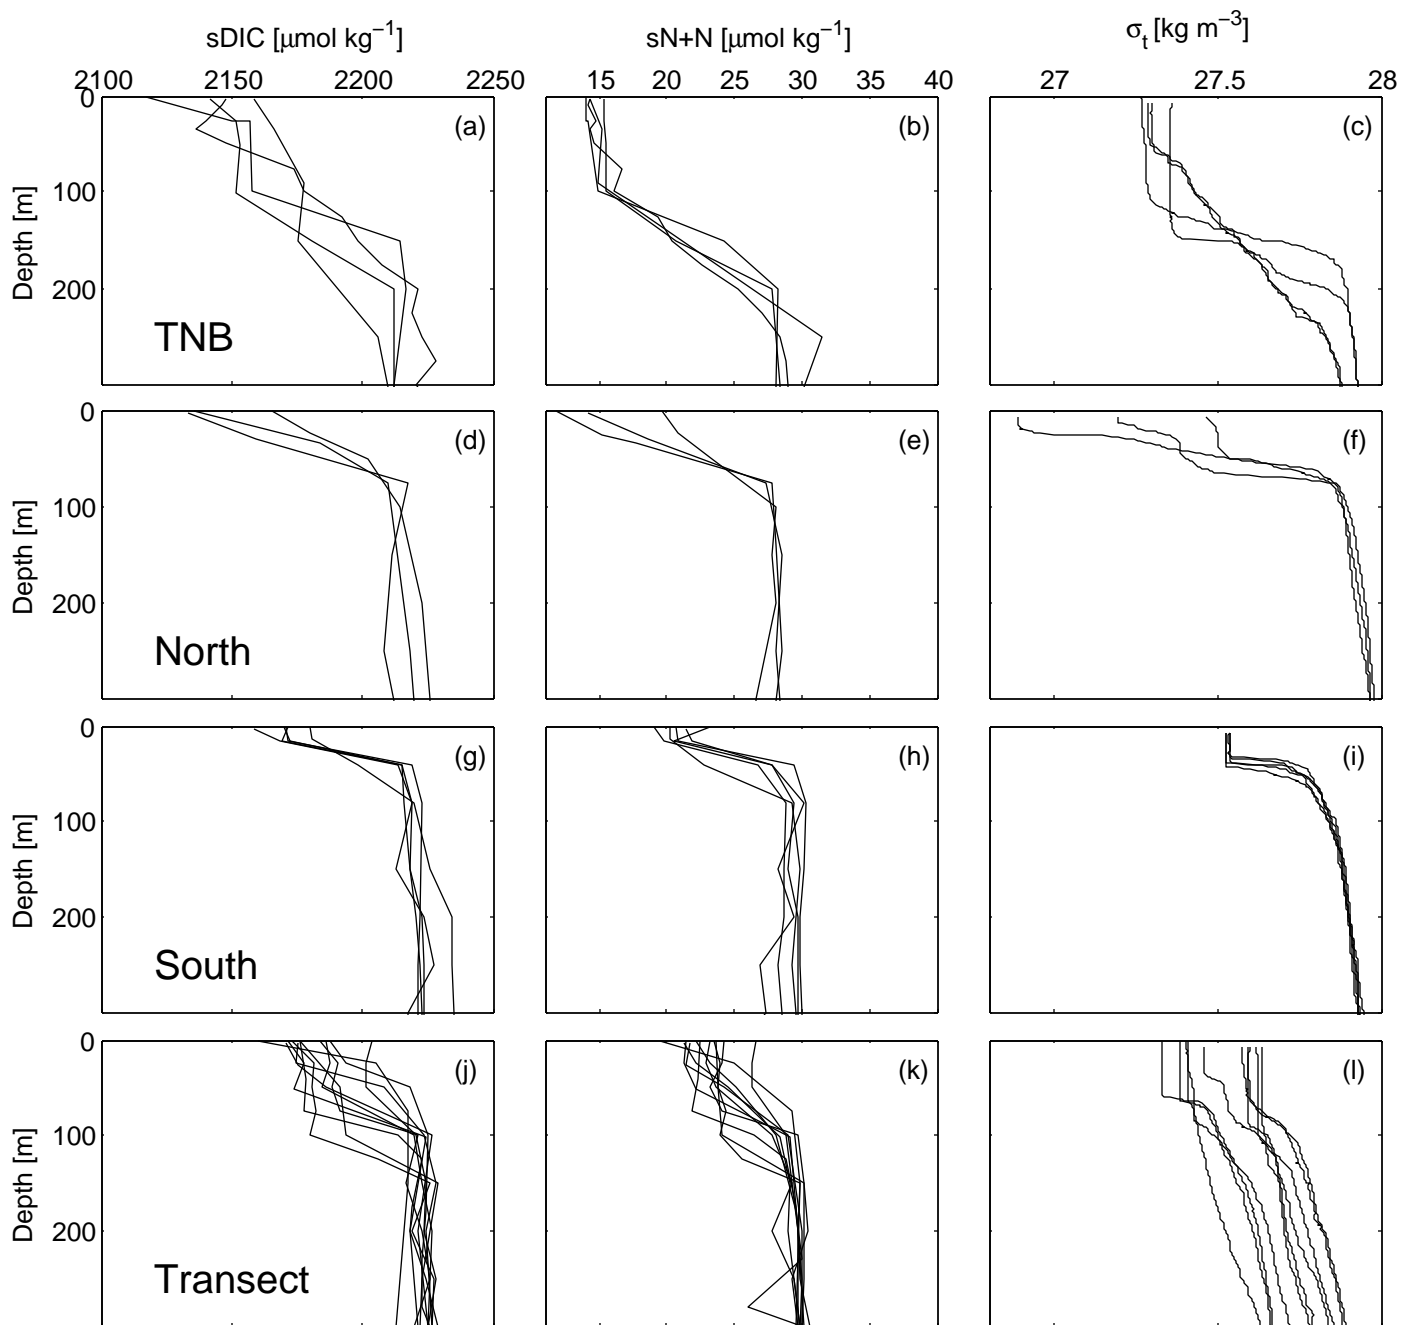 sDIC [μmol kg⁻¹] sN+N [μmol kg⁻¹] σt [kg m⁻³]
2100 2150 2200 2250 15 20 25 30 35 40 27 27.5 28
0 (a) (b) (c)
100
Depth [m]
200
TNB
0 (d) (e) (f)
100
Depth [m]
200
North
0 (g) (h) (i)
100
Depth [m]
200
South
0 (j) (k) (l)
100
Depth [m]
200
Transect